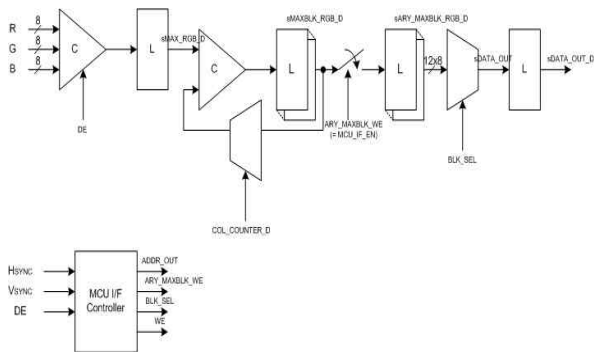 R 8
G 8
B 8
C
DE
L
sMAX_RGB_D
C
sMAXBLK_RGB_D
L
ARY_MAXBLK_WE
(= MCU_IF_EN)
COL_COUNTER_D
sARY_MAXBLK_RGB_D
L
12x8
BLK_SEL
sDATA_OUT
L
sDATA_OUT_D
HSYNC
VSYNC
DE
MCU I/F
Controller
ADDR_OUT
ARY_MAXBLK_WE
BLK_SEL
WE